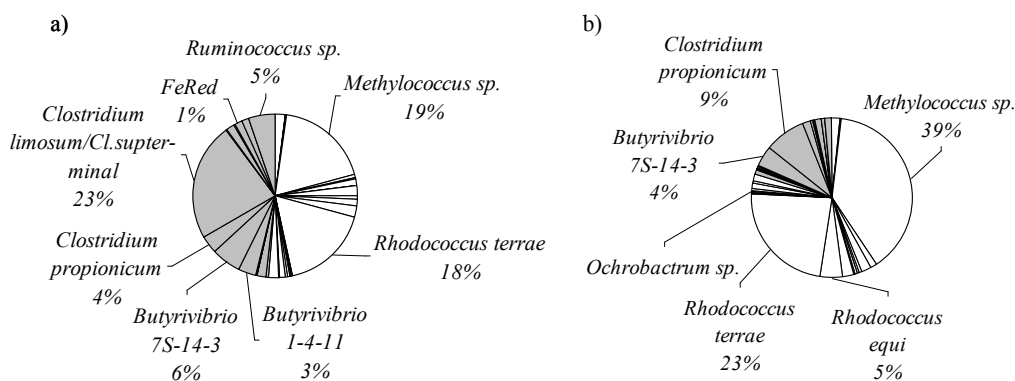 a)
Ruminococcus sp.
5%
FeRed
1%
Methylococcus sp.
19%
Clostridium
limosum/Cl.supter-
minal
23%
Rhodococcus terrae
18%
Clostridium
propionicum
4%
Butyrivibrio
7S-14-3
6%
Butyrivibrio
1-4-11
3%
b)
Clostridium
propionicum
9%
Methylococcus sp.
39%
Butyrivibrio
7S-14-3
4%
Ochrobactrum sp.
Rhodococcus
terrae
23%
Rhodococcus
equi
5%